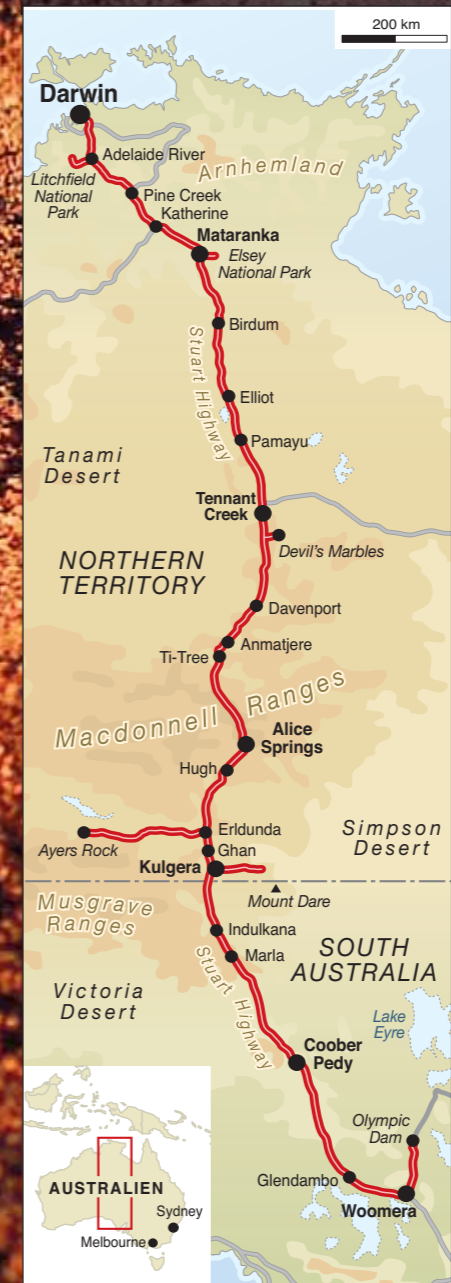 200 km
Darwin
Adelaide River
Arnhemland
Litchfield
National
Park
Pine Creek
Katherine
Mataranka
Elsey
National Park
Birdum
Stuart Highway
Elliot
Pamayu
Tanami
Desert
Tennant
Creek
Devil's Marbles
NORTHERN
TERRITORY
Davenport
Anmatjere
Ti-Tree
Macdonnell Ranges
Alice
Springs
Hugh
Erldunda
Simpson
Desert
Ayers Rock
Ghan
Kulgera
Mount Dare
Musgrave
Ranges
Indulkana
SOUTH
AUSTRALIA
Marla
Stuart Highway
Victoria
Desert
Lake
Eyre
Coober
Pedy
Olympic
Dam
Glendambo
Woomera
AUSTRALIEN
Sydney
Melbourne